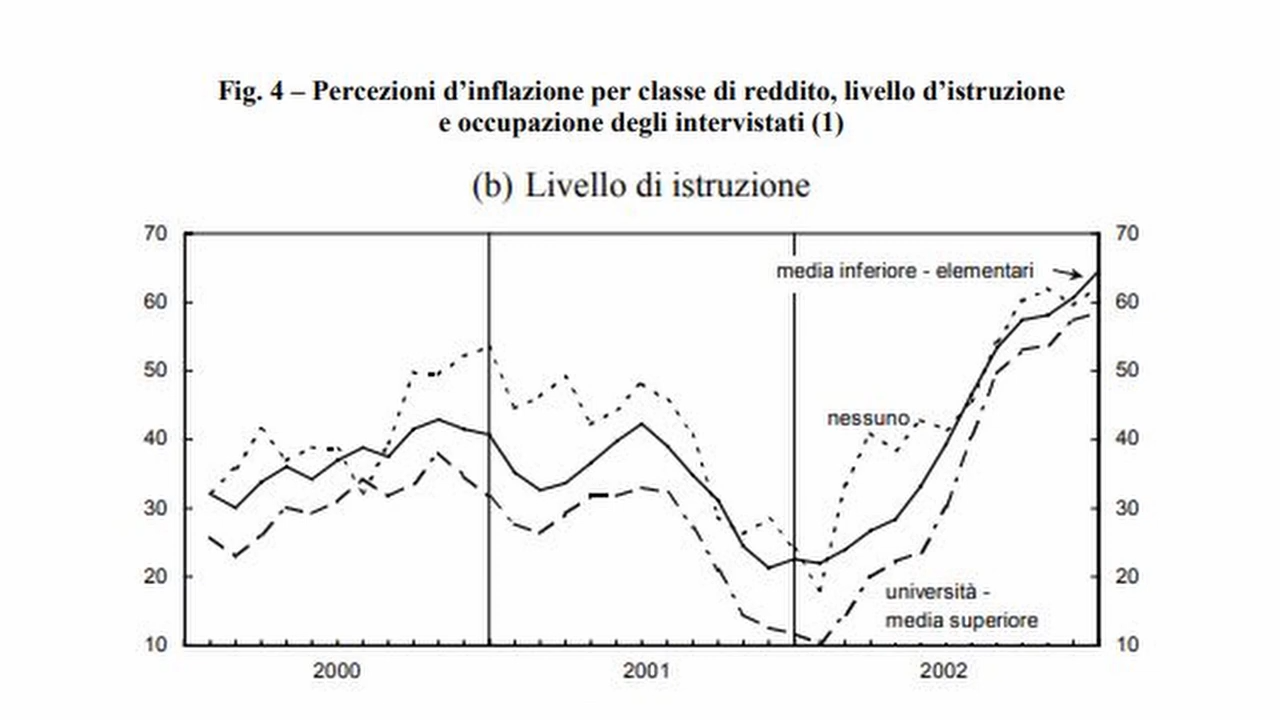 Fig. 4 – Percezioni d'inflazione per classe di reddito, livello d'istruzione
e occupazione degli intervistati (1)
(b) Livello di istruzione
70 70
media inferiore - elementari
60 60
50 50
nessuno
40 40
30 30
20 20
università -
media superiore
10 10
2000 2001 2002